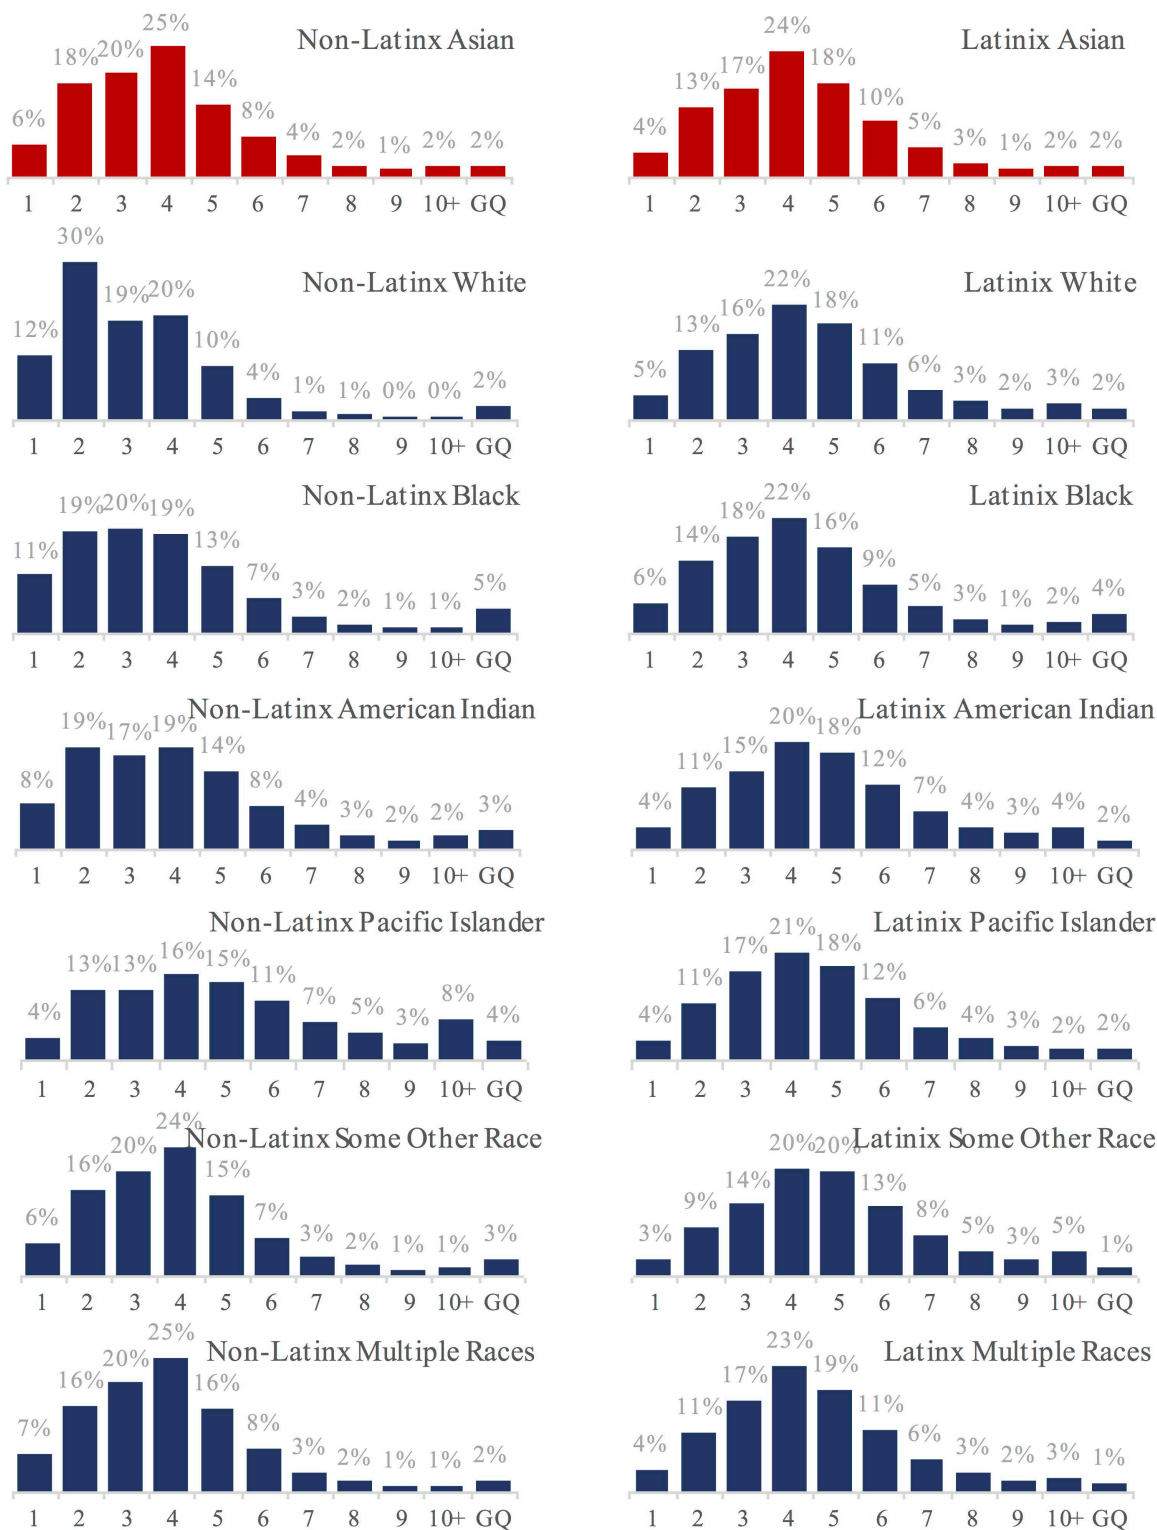 Non-Latinx Asian
6% 18% 20% 25% 14% 8% 4% 2% 1% 2% 2%
1 2 3 4 5 6 7 8 9 10+ GQ
Latinix Asian
4% 13% 17% 24% 18% 10% 5% 3% 1% 2% 2%
1 2 3 4 5 6 7 8 9 10+ GQ
Non-Latinx White
12% 30% 19% 20% 10% 4% 1% 1% 0% 0% 2%
1 2 3 4 5 6 7 8 9 10+ GQ
Latinix White
5% 13% 16% 22% 18% 11% 6% 3% 2% 3% 2%
1 2 3 4 5 6 7 8 9 10+ GQ
Non-Latinx Black
11% 19% 20% 19% 13% 7% 3% 2% 1% 1% 5%
1 2 3 4 5 6 7 8 9 10+ GQ
Latinix Black
6% 14% 18% 22% 16% 9% 5% 3% 1% 2% 4%
1 2 3 4 5 6 7 8 9 10+ GQ
Non-Latinx American Indian
8% 19% 17% 19% 14% 8% 4% 3% 2% 2% 3%
1 2 3 4 5 6 7 8 9 10+ GQ
Latinix American Indian
4% 11% 15% 20% 18% 12% 7% 4% 3% 4% 2%
1 2 3 4 5 6 7 8 9 10+ GQ
Non-Latinx Pacific Islander
4% 13% 13% 16% 15% 11% 7% 5% 3% 8% 4%
1 2 3 4 5 6 7 8 9 10+ GQ
Latinix Pacific Islander
4% 11% 17% 21% 18% 12% 6% 4% 3% 2% 2%
1 2 3 4 5 6 7 8 9 10+ GQ
Non-Latinx Some Other Race
6% 16% 20% 24% 15% 7% 3% 2% 1% 1% 3%
1 2 3 4 5 6 7 8 9 10+ GQ
Latinix Some Other Race
3% 9% 14% 20% 20% 13% 8% 5% 3% 5% 1%
1 2 3 4 5 6 7 8 9 10+ GQ
Non-Latinx Multiple Races
7% 16% 20% 25% 16% 8% 3% 2% 1% 1% 2%
1 2 3 4 5 6 7 8 9 10+ GQ
Latinx Multiple Races
4% 11% 17% 23% 19% 11% 6% 3% 2% 3% 1%
1 2 3 4 5 6 7 8 9 10+ GQ